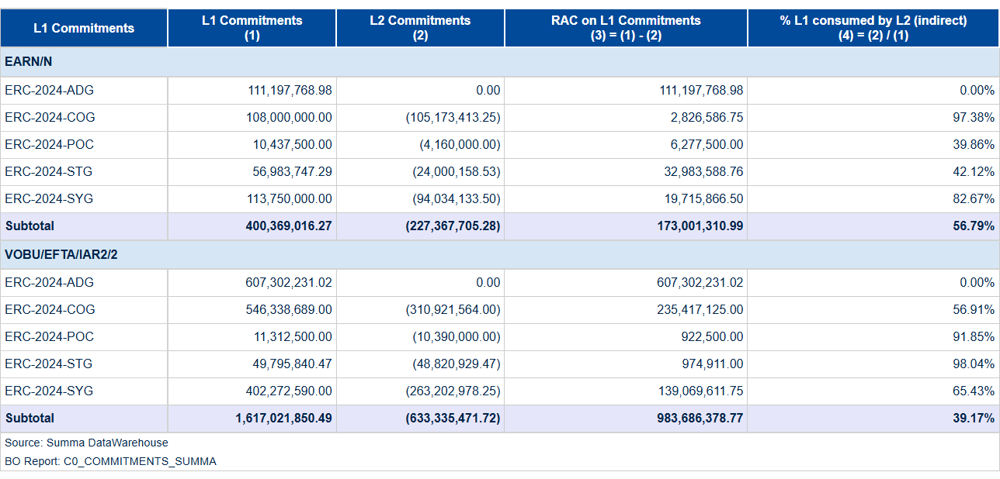 L1 Commitments L1 Commitments (1) L2 Commitments (2) RAC on L1 Commitments (3) = (1) - (2) % L1 consumed by L2 (indirect) (4) = (2) / (1)
EARN/N
ERC-2024-ADG 111,197,768.98 0.00 111,197,768.98 0.00%
ERC-2024-COG 108,000,000.00 (105,173,413.25) 2,826,586.75 97.38%
ERC-2024-POC 10,437,500.00 (4,160,000.00) 6,277,500.00 39.86%
ERC-2024-STG 56,983,747.29 (24,000,158.53) 32,983,588.76 42.12%
ERC-2024-SYG 113,750,000.00 (94,034,133.50) 19,715,866.50 82.67%
Subtotal 400,369,016.27 (227,367,705.28) 173,001,310.99 56.79%
VOBU/EFTA/IAR2/2
ERC-2024-ADG 607,302,231.02 0.00 607,302,231.02 0.00%
ERC-2024-COG 546,338,689.00 (310,921,564.00) 235,417,125.00 56.91%
ERC-2024-POC 11,312,500.00 (10,390,000.00) 922,500.00 91.85%
ERC-2024-STG 49,795,840.47 (48,820,929.47) 974,911.00 98.04%
ERC-2024-SYG 402,272,590.00 (263,202,978.25) 139,069,611.75 65.43%
Subtotal 1,617,021,850.49 (633,335,471.72) 983,686,378.77 39.17%
Source: Summa DataWarehouse
BO Report: C0_COMMITMENTS_SUMMA